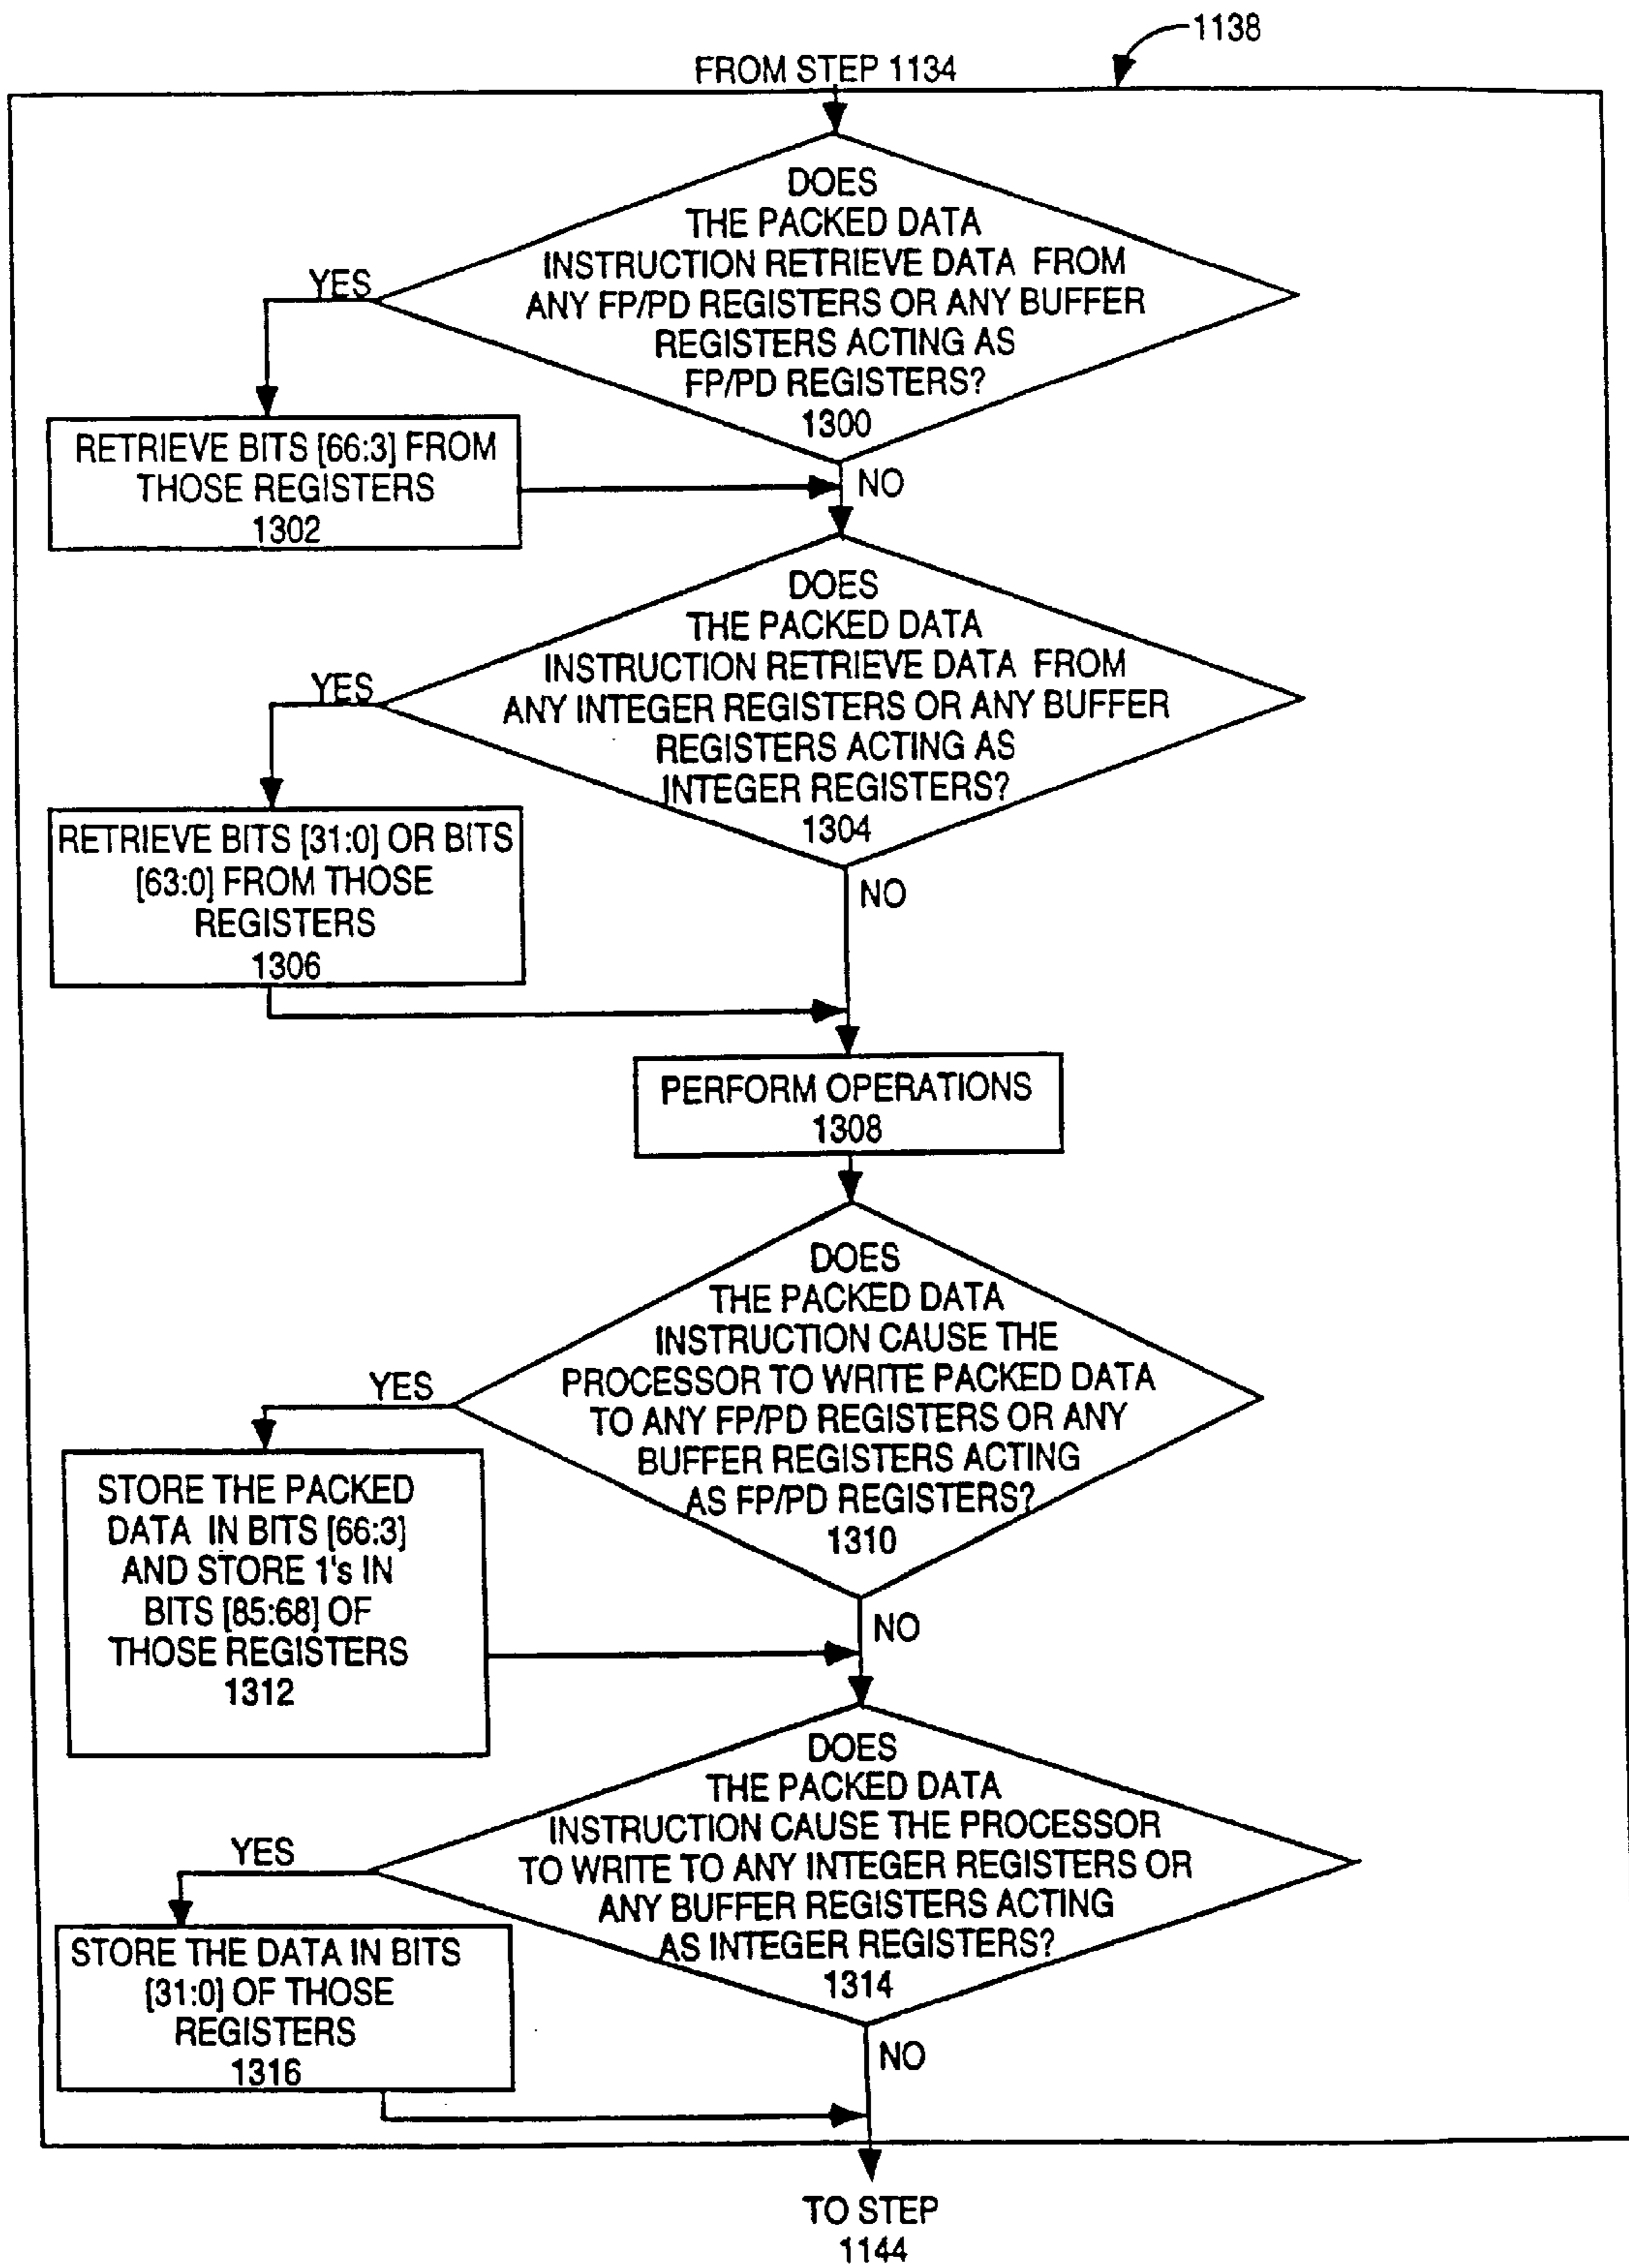 1138
FROM STEP 1134
DOES
THE PACKED DATA
INSTRUCTION RETRIEVE DATA FROM
ANY FP/PD REGISTERS OR ANY BUFFER
REGISTERS ACTING AS
FP/PD REGISTERS?
1300
YES
NO
RETRIEVE BITS [66:3] FROM
THOSE REGISTERS
1302
DOES
THE PACKED DATA
INSTRUCTION RETRIEVE DATA FROM
ANY INTEGER REGISTERS OR ANY BUFFER
REGISTERS ACTING AS
INTEGER REGISTERS?
1304
YES
NO
RETRIEVE BITS [31:0] OR BITS
[63:0] FROM THOSE
REGISTERS
1306
PERFORM OPERATIONS
1308
DOES
THE PACKED DATA
INSTRUCTION CAUSE THE
PROCESSOR TO WRITE PACKED DATA
TO ANY FP/PD REGISTERS OR ANY
BUFFER REGISTERS ACTING
AS FP/PD REGISTERS?
1310
YES
NO
STORE THE PACKED
DATA IN BITS [66:3]
AND STORE 1's IN
BITS [85:68] OF
THOSE REGISTERS
1312
DOES
THE PACKED DATA
INSTRUCTION CAUSE THE PROCESSOR
TO WRITE TO ANY INTEGER REGISTERS OR
ANY BUFFER REGISTERS ACTING
AS INTEGER REGISTERS?
1314
YES
NO
STORE THE DATA IN BITS
[31:0] OF THOSE
REGISTERS
1316
TO STEP
1144